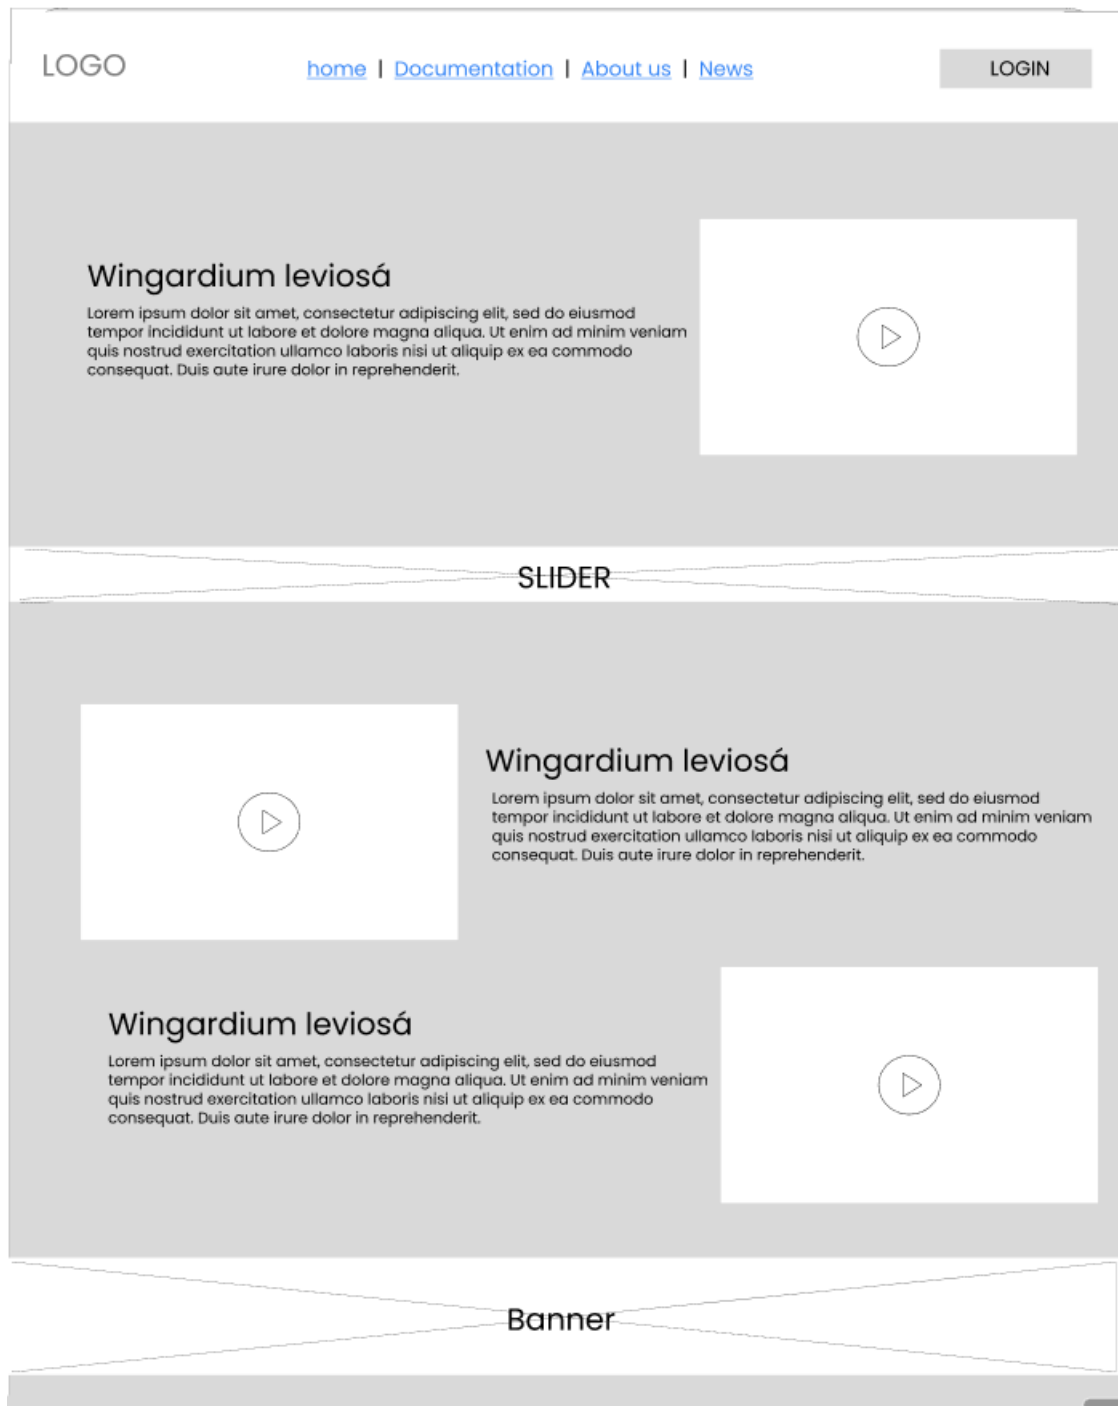 LOGO
home | Documentation | About us | News
LOGIN
Wingardium leviosá
Lorem ipsum dolor sit amet, consectetur adipiscing elit, sed do eiusmod
tempor incididunt ut labore et dolore magna aliqua. Ut enim ad minim veniam
quis nostrud exercitation ullamco laboris nisi ut aliquip ex ea commodo
consequat. Duis aute irure dolor in reprehenderit.
SLIDER
Wingardium leviosá
Lorem ipsum dolor sit amet, consectetur adipiscing elit, sed do eiusmod
tempor incididunt ut labore et dolore magna aliqua. Ut enim ad minim veniam
quis nostrud exercitation ullamco laboris nisi ut aliquip ex ea commodo
consequat. Duis aute irure dolor in reprehenderit.
Wingardium leviosá
Lorem ipsum dolor sit amet, consectetur adipiscing elit, sed do eiusmod
tempor incididunt ut labore et dolore magna aliqua. Ut enim ad minim veniam
quis nostrud exercitation ullamco laboris nisi ut aliquip ex ea commodo
consequat. Duis aute irure dolor in reprehenderit.
Banner